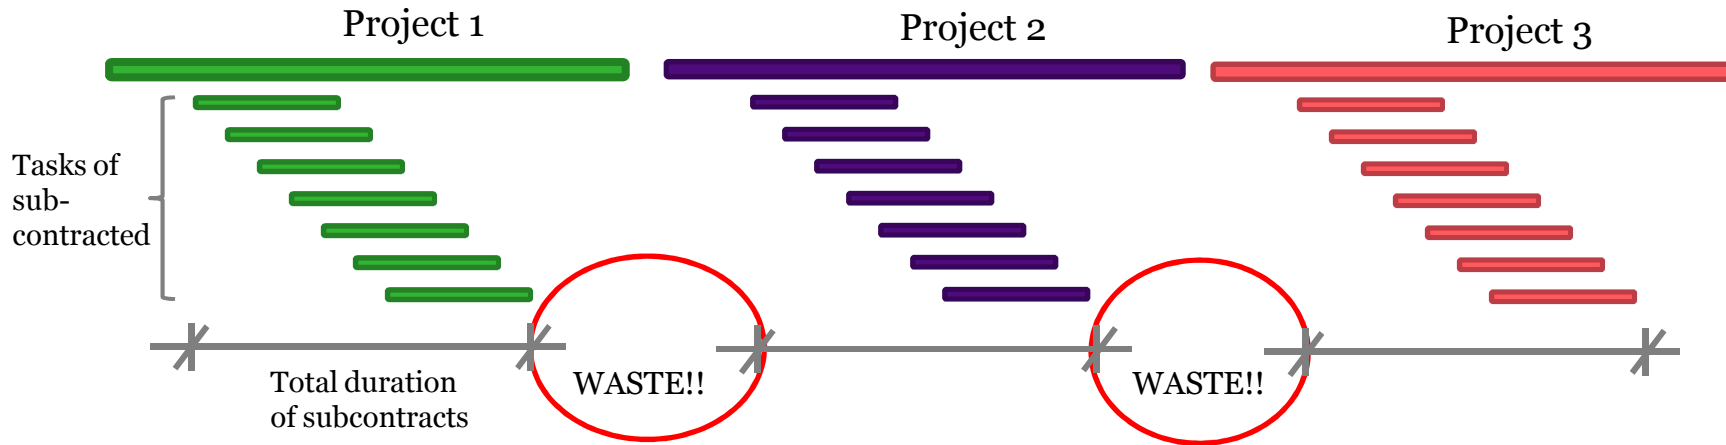 Project 1
Project 2
Project 3
Tasks of
sub-
contracted
Total duration
of subcontracts
WASTE!!
WASTE!!